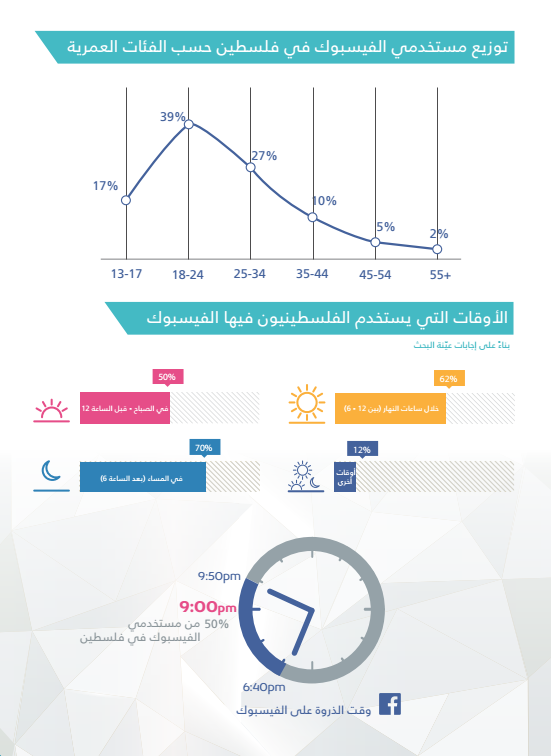 توزيع مستخدمي الفيسبوك في فلسطين حسب الفئات العمرية
39%
27%
17%
10%
5%
2%
13-17
18-24
25-34
35-44
45-54
55+
الأوقات التي يستخدم الفلسطينيون فيها الفيسبوك
بناءً على إجابات عيّنة البحث
62%
خلال ساعات النهار (بين 12 - 6)
50%
في الصباح - قبل الساعة 12
12%
أوقات
أخرى
70%
في المساء (بعد الساعة 6)
9:50pm
9:00pm
50% من مستخدمي
الفيسبوك في فلسطين
6:40pm
وقت الذروة على الفيسبوك